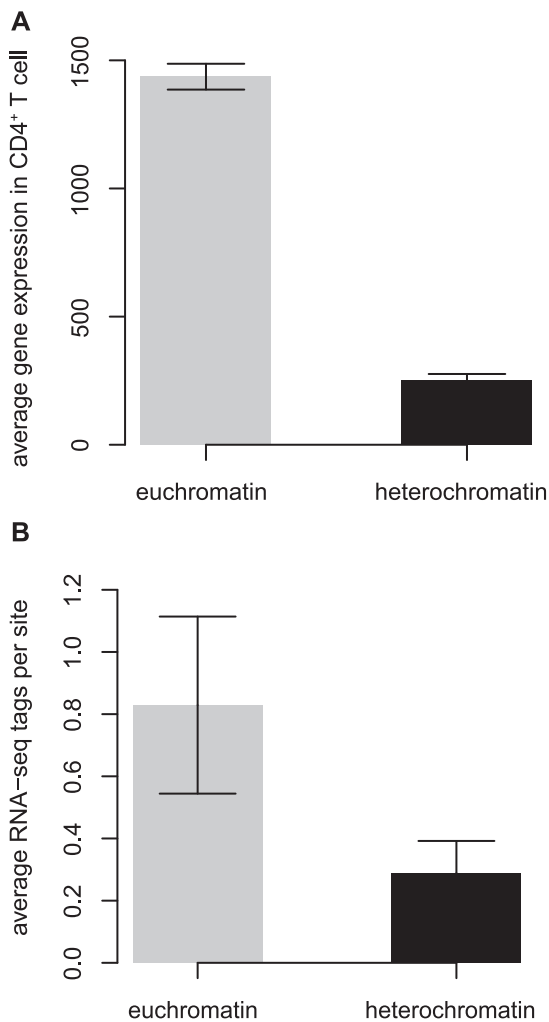 A
average gene expression in CD4+ T cell
1500
1000
500
0
euchromatin heterochromatin
B
average RNA−seq tags per site
1.2
1.0
0.8
0.6
0.4
0.2
0.0
euchromatin heterochromatin